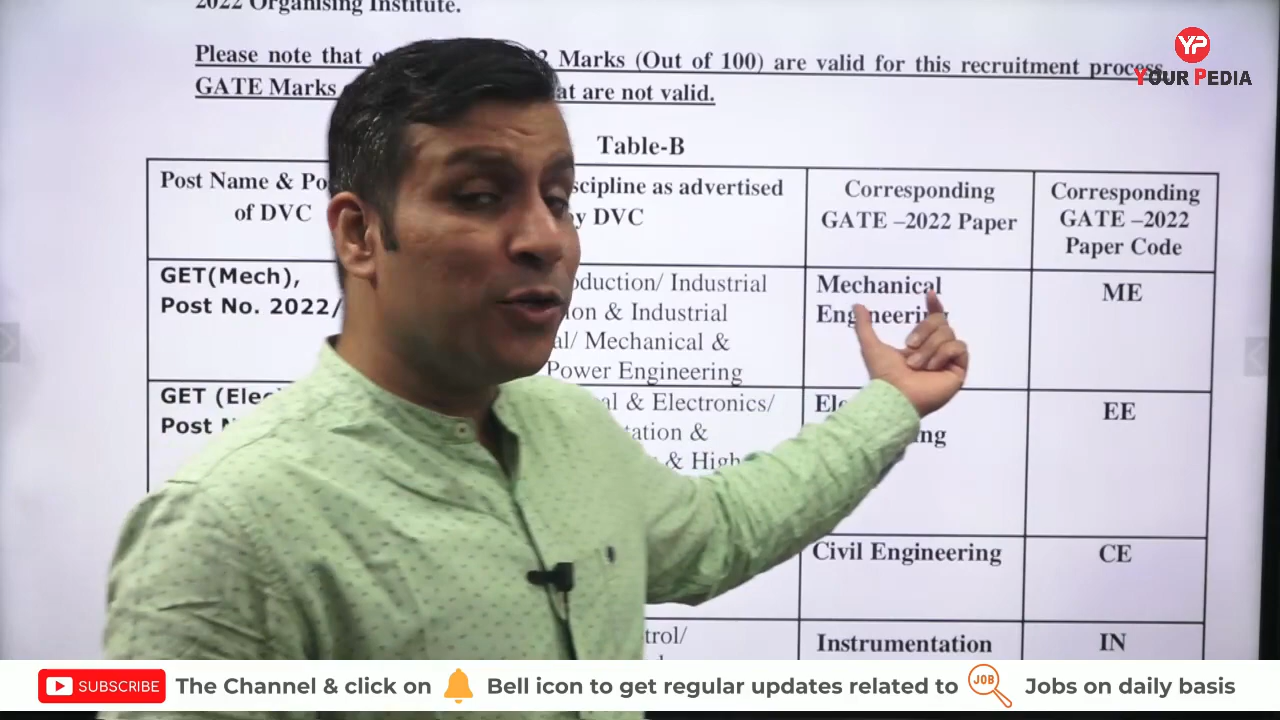 2022 Organising Institute.
Please note that Marks (Out of 100) are valid for this recruitment process
GATE Marks at are not valid.
YP
YOUR PEDIA
Table-B
Post Name & Po
of DVC
scipline as advertised
by DVC
Corresponding
GATE –2022 Paper
Corresponding
GATE –2022
Paper Code
GET(Mech),
Post No. 2022/
oduction/ Industrial
ion & Industrial
al/ Mechanical &
Power Engineering
Mechanical
Engineering
ME
GET (Elec
Post N
al & Electronics/
tation &
& High
Ele
ing
EE
Civil Engineering
CE
trol/
Instrumentation
IN
SUBSCRIBE The Channel & click on Bell icon to get regular updates related to JOB Jobs on daily basis